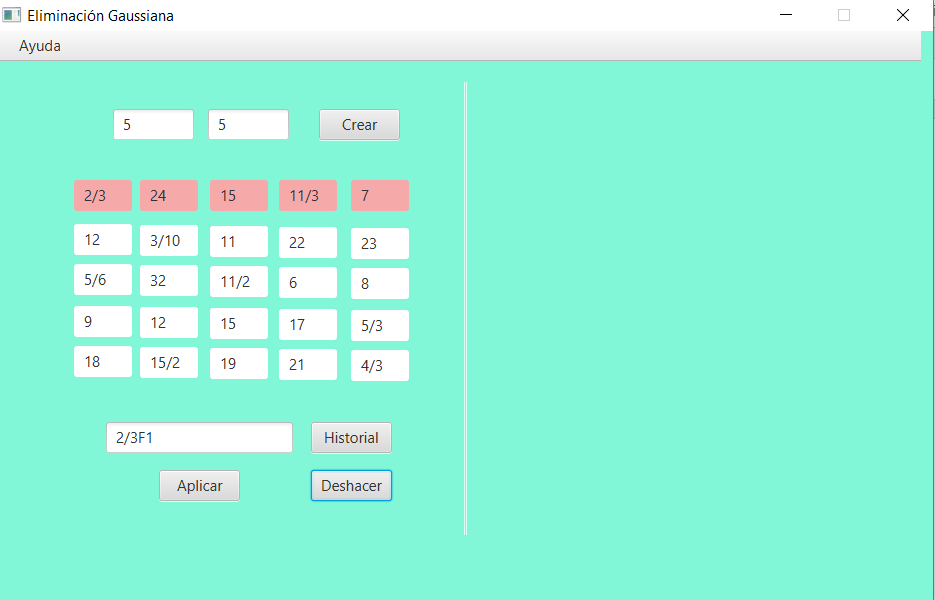 Eliminación Gaussiana
Ayuda
5 5 Crear
2/3 24 15 11/3 7
12 3/10 11 22 23
5/6 32 11/2 6 8
9 12 15 17 5/3
18 15/2 19 21 4/3
2/3F1 Historial
Aplicar Deshacer